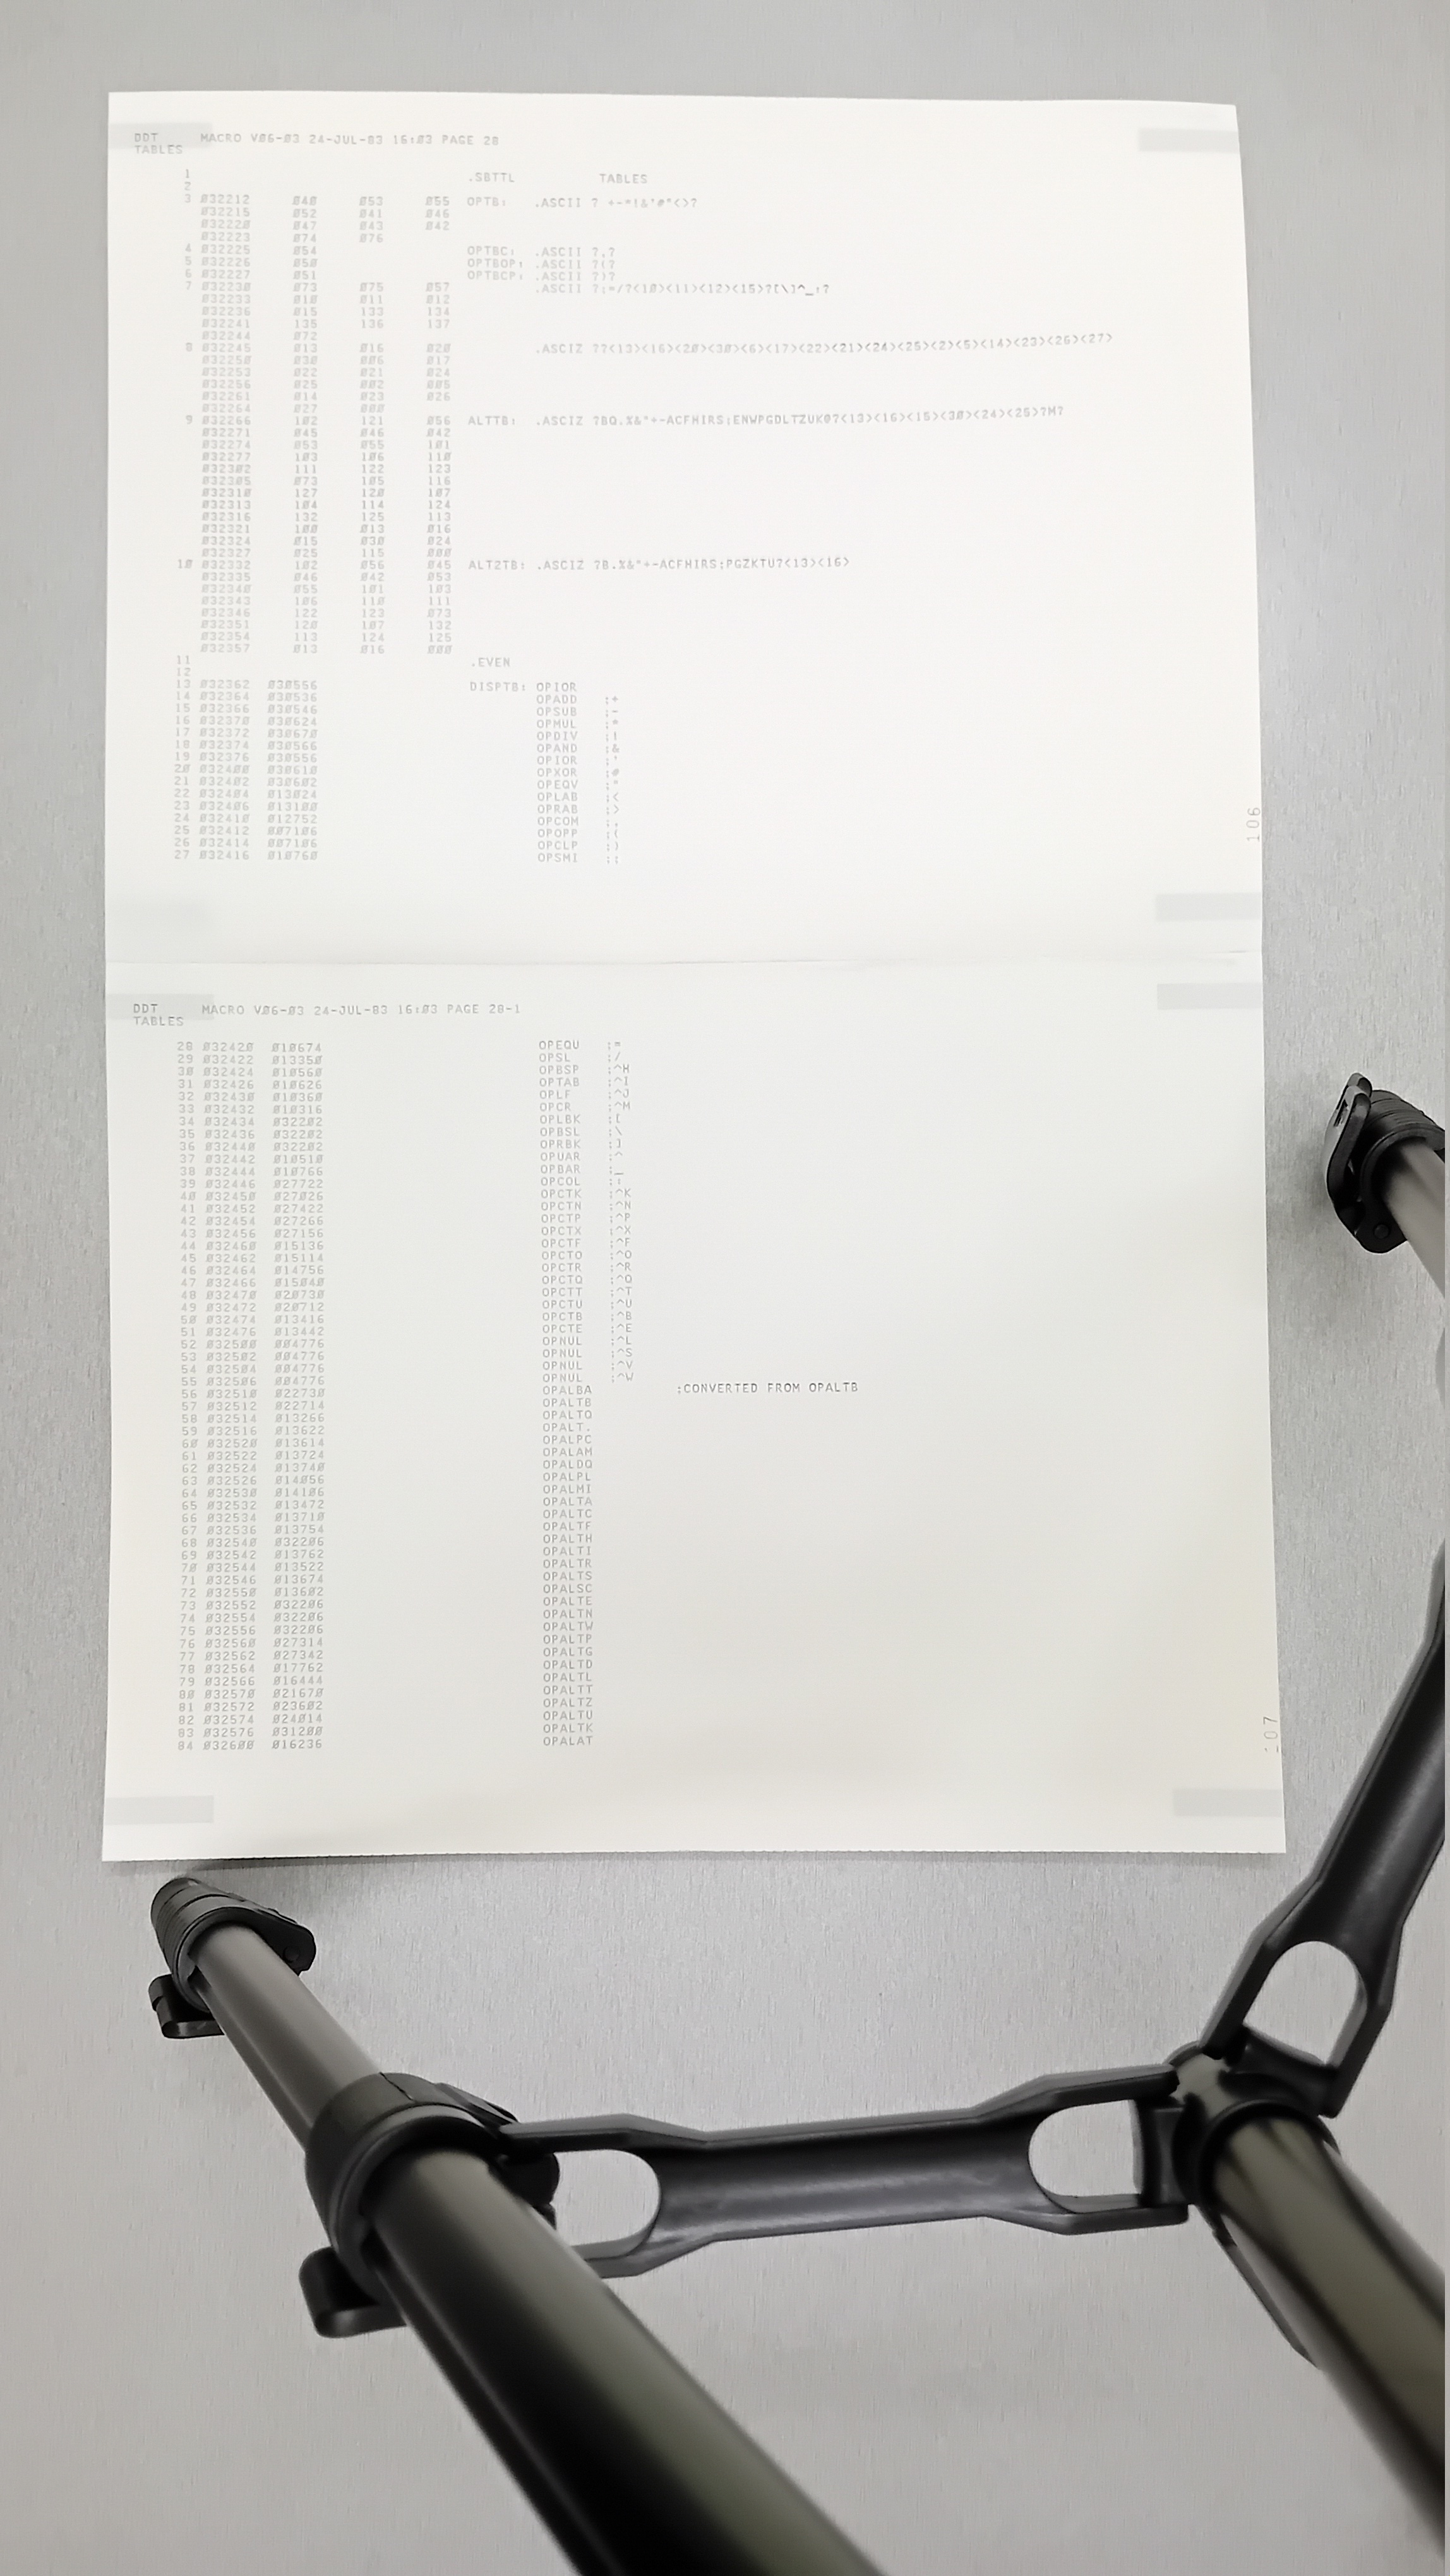 DDT MACRO V06-03 24-JUL-83 16:03 PAGE 28
TABLES
1 .SBTTL TABLES
2
3 032212 040 053 055 OPTB: .ASCII ? +-*!&'#"<>?
032215 052 041 046
032220 047 043 042
032223 074 076
4 032225 054 OPTBC: .ASCII ?,?
5 032226 050 OPTBOP: .ASCII ?(?
6 032227 051 OPTBCP: .ASCII ?)?
7 032230 073 075 057 .ASCII ?;=/?<10><11><12><15>?[\]^_:?
032233 010 011 012
032236 015 133 134
032241 135 136 137
032244 072
8 032245 013 016 020 .ASCIZ ??<13><16><20><30><6><17><22><21><24><25><2><5><14><23><26><27>
032250 030 006 017
032253 022 021 024
032256 025 002 005
032261 014 023 026
032264 027 000
9 032266 102 121 056 ALTTB: .ASCIZ ?BQ.%&"+-ACFHIRS;ENWPGDLTZUK@?<13><16><15><30><24><25>?M?
032271 045 046 042
032274 053 055 101
032277 103 106 110
032302 111 122 123
032305 073 105 116
032310 127 120 107
032313 104 114 124
032316 132 125 113
032321 100 013 016
032324 015 030 024
032327 025 115 000
10 032332 102 056 045 ALT2TB: .ASCIZ ?B.%&"+-ACFHIRS;PGZKTU?<13><16>
032335 046 042 053
032340 055 101 103
032343 106 110 111
032346 122 123 073
032351 120 107 132
032354 113 124 125
032357 013 016 000
11 .EVEN
12
13 032362 030556 DISPTB: OPIOR
14 032364 030536 OPADD ;+
15 032366 030546 OPSUB ;-
16 032370 030624 OPMUL ;*
17 032372 030670 OPDIV ;!
18 032374 030566 OPAND ;&
19 032376 030556 OPIOR ;'
20 032400 030610 OPXOR ;#
21 032402 030602 OPEQV ;"
22 032404 013024 OPLAB ;<
23 032406 013100 OPRAB ;>
24 032410 012752 OPCOM ;,
25 032412 007106 OPOPP ;(
26 032414 007106 OPCLP ;)
27 032416 010760 OPSMI ;;
106
DDT MACRO V06-03 24-JUL-83 16:03 PAGE 28-1
TABLES
28 032420 010674 OPEQU ;=
29 032422 013350 OPSL ;/
30 032424 010560 OPBSP ;^H
31 032426 010626 OPTAB ;^I
32 032430 010360 OPLF ;^J
33 032432 010316 OPCR ;^M
34 032434 032202 OPLBK ;[
35 032436 032202 OPBSL ;\
36 032440 032202 OPRBK ;]
37 032442 010510 OPUAR ;^
38 032444 010766 OPBAR ;_
39 032446 027722 OPCOL ;:
40 032450 027026 OPCTK ;^K
41 032452 027422 OPCTN ;^N
42 032454 027266 OPCTP ;^P
43 032456 027156 OPCTX ;^X
44 032460 015136 OPCTF ;^F
45 032462 015114 OPCTO ;^O
46 032464 014756 OPCTR ;^R
47 032466 015040 OPCTQ ;^Q
48 032470 020730 OPCTT ;^T
49 032472 020712 OPCTU ;^U
50 032474 013416 OPCTB ;^B
51 032476 013442 OPCTE ;^E
52 032500 004776 OPNUL ;^L
53 032502 004776 OPNUL ;^S
54 032504 004776 OPNUL ;^V
55 032506 004776 OPNUL ;^W
56 032510 022730 OPALBA ;CONVERTED FROM OPALTB
57 032512 022714 OPALTB
58 032514 013266 OPALTQ
59 032516 013622 OPALT.
60 032520 013614 OPALPC
61 032522 013724 OPALAM
62 032524 013740 OPALDQ
63 032526 014056 OPALPL
64 032530 014106 OPALMI
65 032532 013472 OPALTA
66 032534 013710 OPALTC
67 032536 013754 OPALTF
68 032540 032206 OPALTH
69 032542 013762 OPALTI
70 032544 013522 OPALTR
71 032546 013674 OPALTS
72 032550 013602 OPALSC
73 032552 032206 OPALTE
74 032554 032206 OPALTN
75 032556 032206 OPALTW
76 032560 027314 OPALTP
77 032562 027342 OPALTG
78 032564 017762 OPALTD
79 032566 016444 OPALTL
80 032570 021670 OPALTT
81 032572 023602 OPALTZ
82 032574 024014 OPALTU
83 032576 031200 OPALTK
84 032600 016236 OPALAT
107